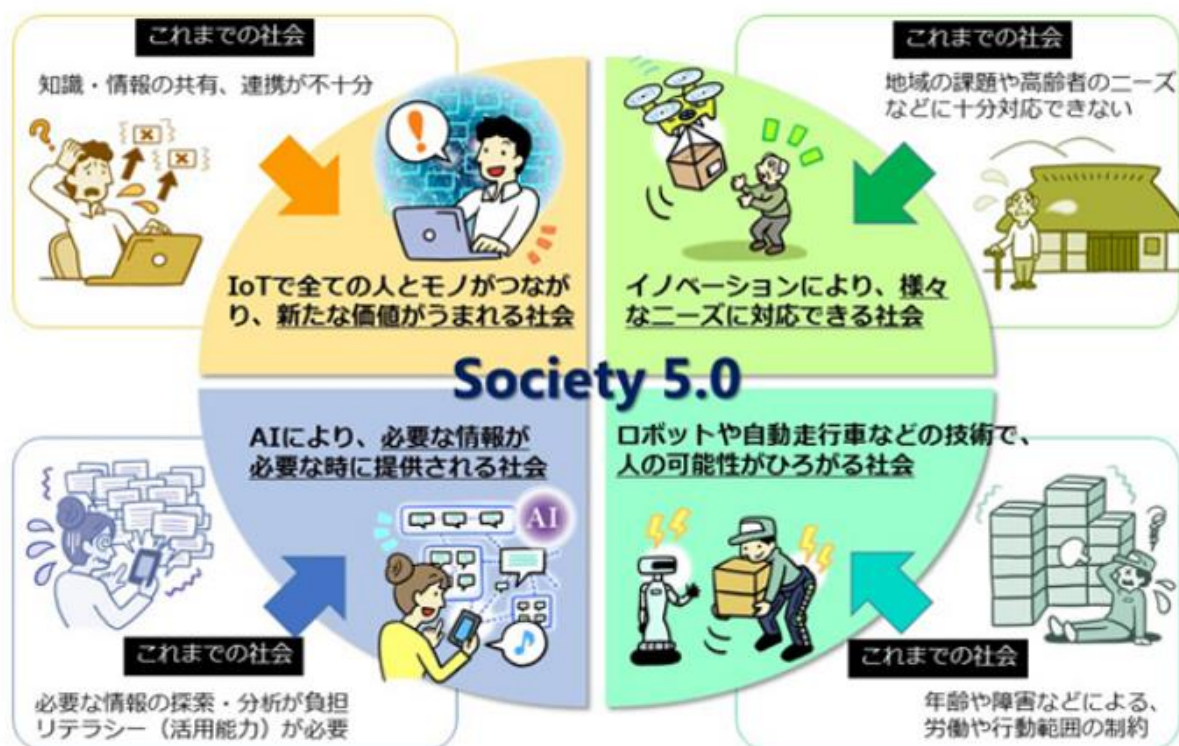 これまでの社会
知識・情報の共有、連携が不十分
?
!
IoTで全ての人とモノがつなが
り、新たな価値がうまれる社会
これまでの社会
地域の課題や高齢者のニーズ
などに十分対応できない
イノベーションにより、様々
なニーズに対応できる社会
Society 5.0
AIにより、必要な情報が
必要な時に提供される社会
AI
これまでの社会
必要な情報の探索・分析が負担
リテラシー（活用能力）が必要
ロボットや自動走行車などの技術で、
人の可能性がひろがる社会
これまでの社会
年齢や障害などによる、
労働や行動範囲の制約